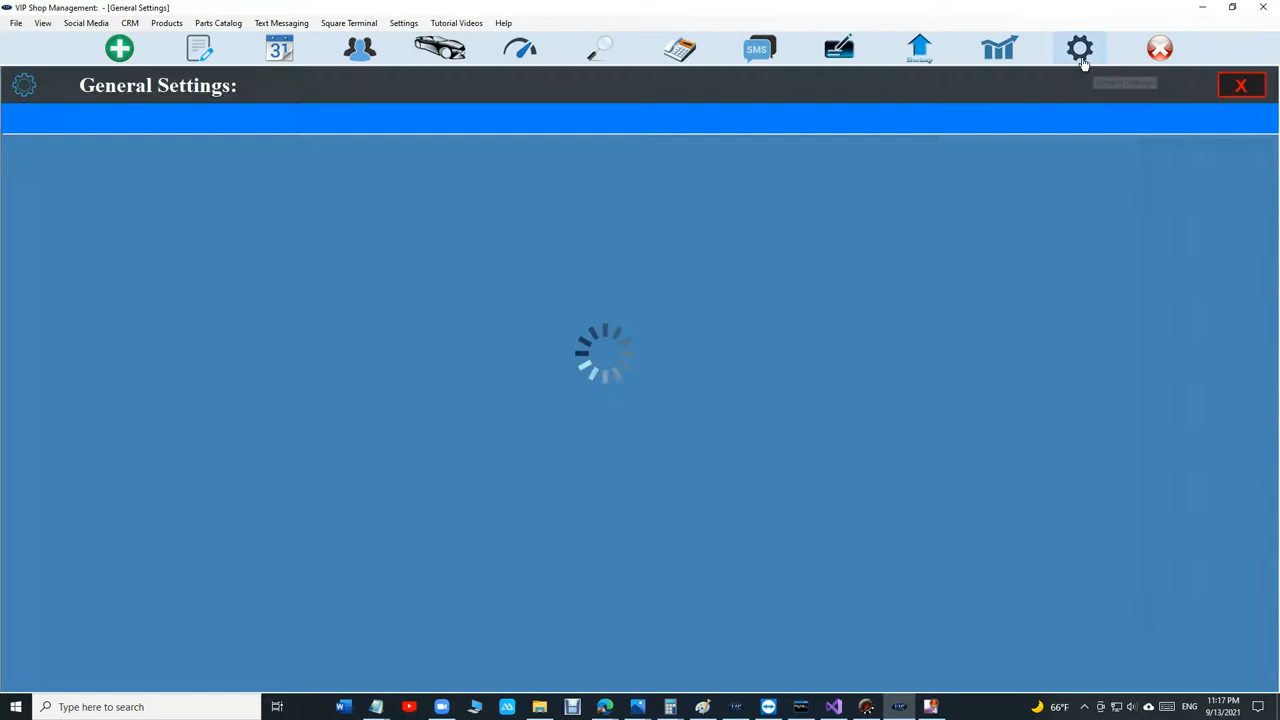 VIP Shop Management: - [General Settings]
File View Social Media CRM Products Parts Catalog Text Messaging Square Terminal Settings Tutorial Videos Help
31 SMS Backup
General Settings: X
Type here to search 66°F ENG 11:17 PM
9/13/2021